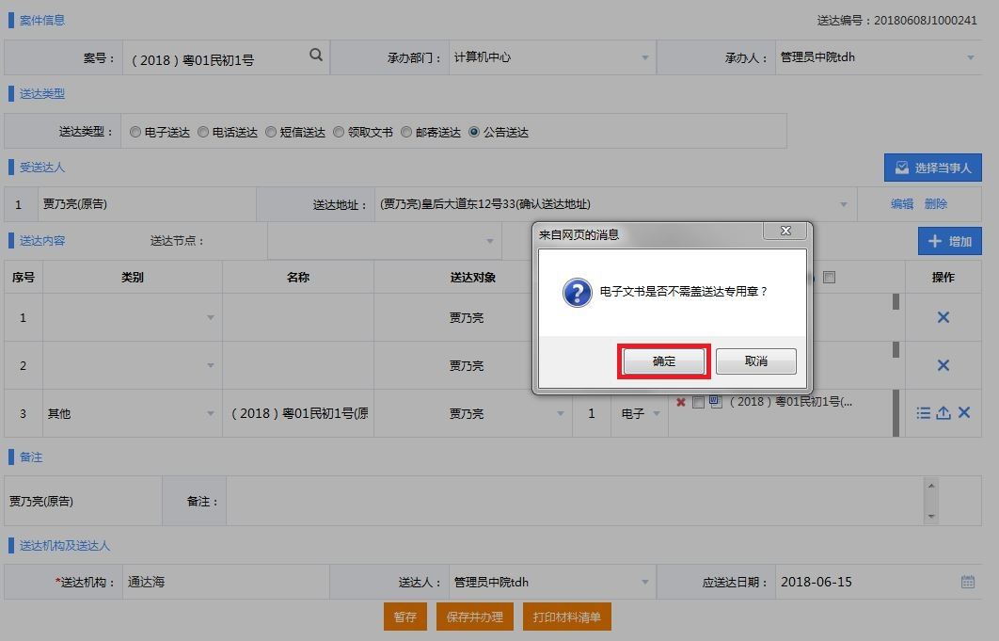 案件信息
送达编号：20180608J1000241
案号： （2018）粤01民初1号 承办部门： 计算机中心 承办人： 管理员中院tdh
送达类型
送达类型： 电子送达 电话送达 短信送达 领取文书 邮寄送达 公告送达
受送达人
选择当事人
1 贾乃亮(原告) 送达地址： (贾乃亮)皇后大道东12号33(确认送达地址) 编辑 删除
送达内容 送达节点： 增加
来自网页的消息
序号 类别 名称 送达对象 操作
电子文书是否不需盖送达专用章？
1 贾乃亮
确定 取消
2 贾乃亮
3 其他 （2018）粤01民初1号(原 贾乃亮 1 电子 （2018）粤01民初1号(...
备注
贾乃亮(原告) 备注：
送达机构及送达人
*送达机构： 通达海 送达人： 管理员中院tdh 应送达日期： 2018-06-15
暂存 保存并办理 打印材料清单